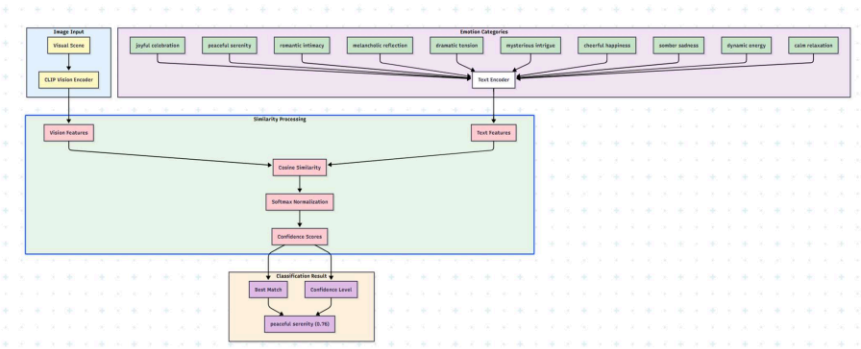 Image Input
Emotion Categories
Visual Scene
joyful celebration
peaceful serenity
romantic intimacy
melancholic reflection
dramatic tension
mysterious intrigue
cheerful happiness
somber sadness
dynamic energy
calm relaxation
CLIP Vision Encoder
Text Encoder
Similarity Processing
Vision Features
Text Features
Cosine Similarity
Softmax Normalization
Confidence Scores
Classification Result
Best Match
Confidence Level
peaceful serenity (0.76)